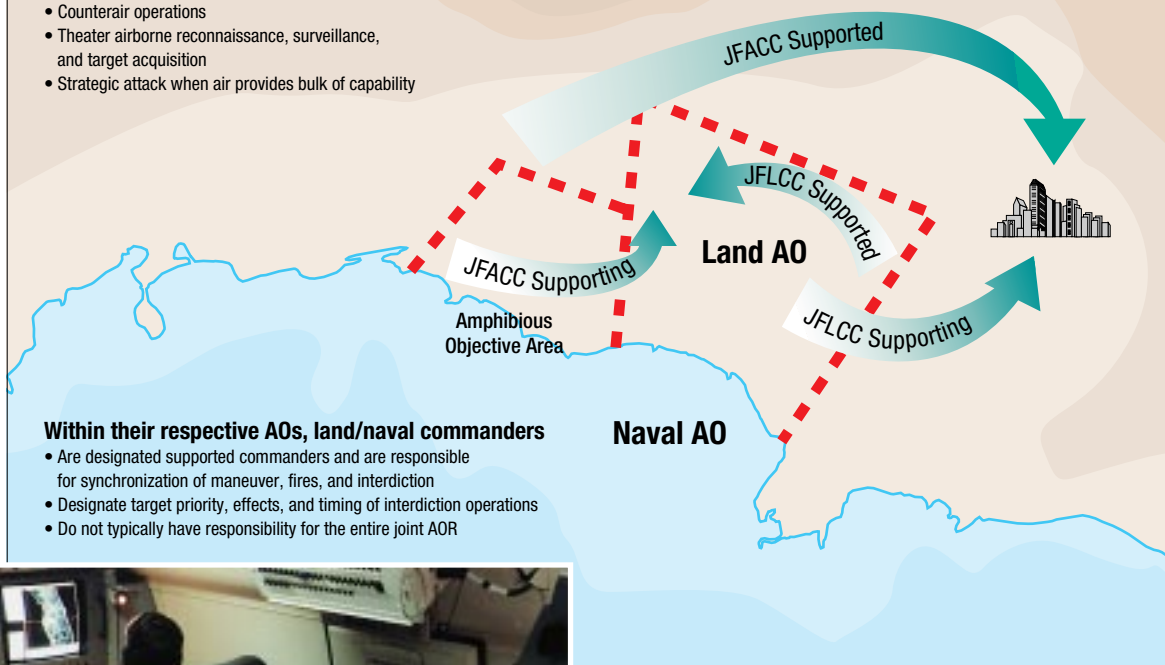 • Counterair operations
• Theater airborne reconnaissance, surveillance,
and target acquisition
• Strategic attack when air provides bulk of capability
JFACC Supported
JFLCC Supported
Land AO
JFACC Supporting
JFLCC Supporting
Amphibious
Objective Area
Naval AO
Within their respective AOs, land/naval commanders
• Are designated supported commanders and are responsible
for synchronization of maneuver, fires, and interdiction
• Designate target priority, effects, and timing of interdiction operations
• Do not typically have responsibility for the entire joint AOR